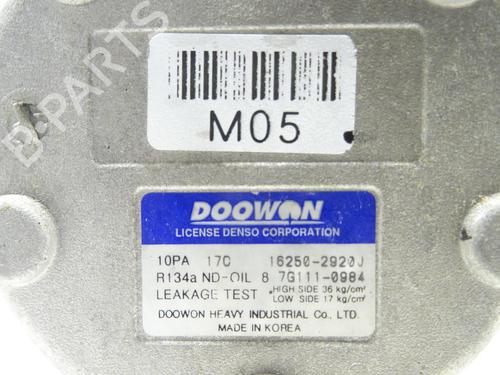 M05
DOOWON
LICENSE DENSO CORPORATION
10PA 17C 16250-2920J
R134a ND-OIL 8 7G111-0984
LEAKAGE TEST HIGH SIDE 36 kg/cm²
LOW SIDE 17 kg/cm²
DOOWON HEAVY INDUSTRIAL Co., LTD.
MADE IN KOREA
B-PARTS